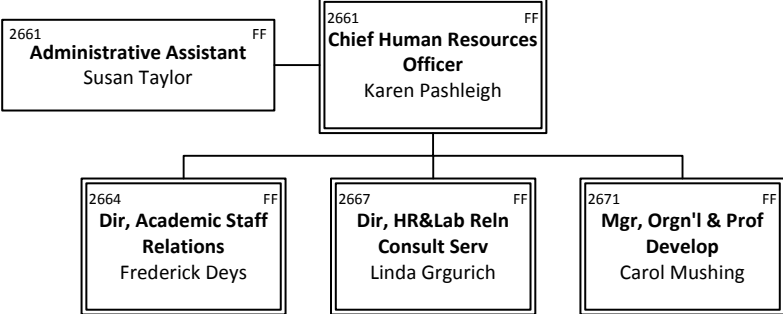 2661 FF
Administrative Assistant
Susan Taylor
2661 FF
Chief Human Resources
Officer
Karen Pashleigh
2664 FF
Dir, Academic Staff
Relations
Frederick Deys
2667 FF
Dir, HR&Lab Reln
Consult Serv
Linda Grgurich
2671 FF
Mgr, Orgn'l & Prof
Develop
Carol Mushing